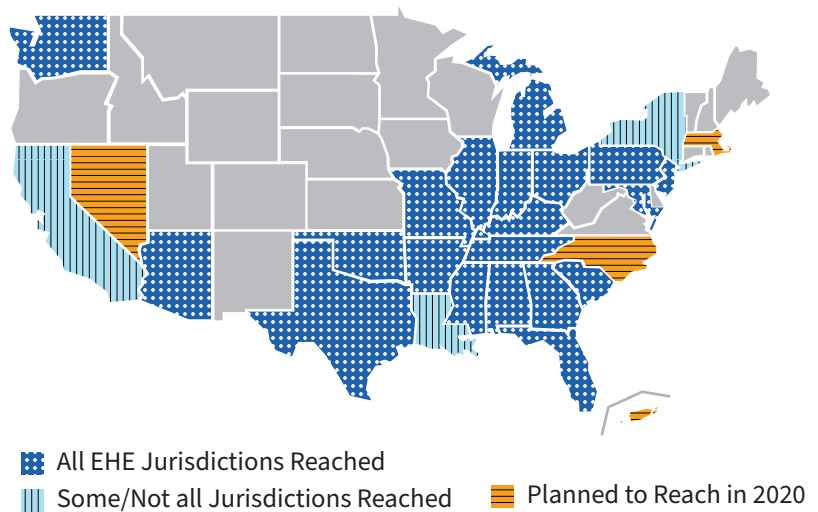 All EHE Jurisdictions Reached
Some/Not all Jurisdictions Reached
Planned to Reach in 2020